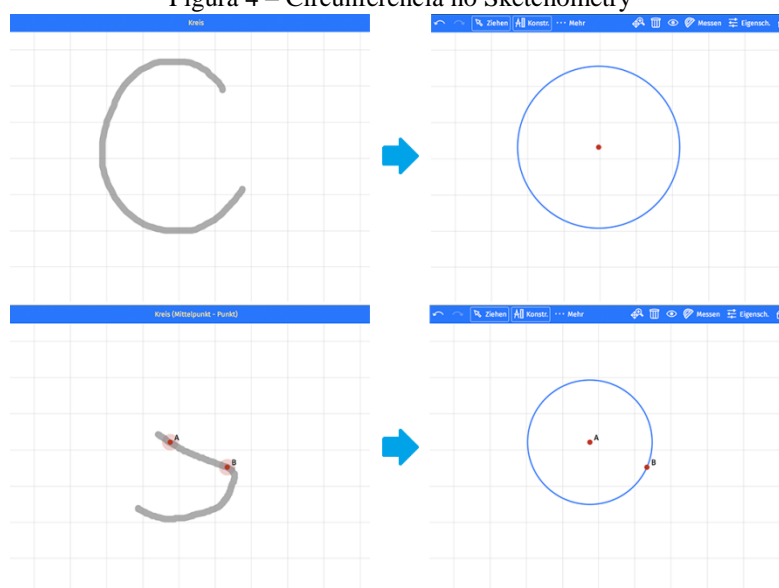 Figura 4 – Circunferência no Sketchometry
Kreis
Ziehen Konstr. Mehr Messen Eigensch.
Kreis (Mittelpunkt - Punkt)
Ziehen Konstr. Mehr Messen Eigensch.
A
B
A
B